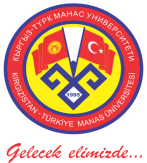 КЫРГЫЗ-ТҮРК МАНАС УНИВЕРСИТЕТИ
KIRGIZİSTAN-TÜRKİYE MANAS ÜNİVERSİTESİ
1995
Gelecek elimizde...